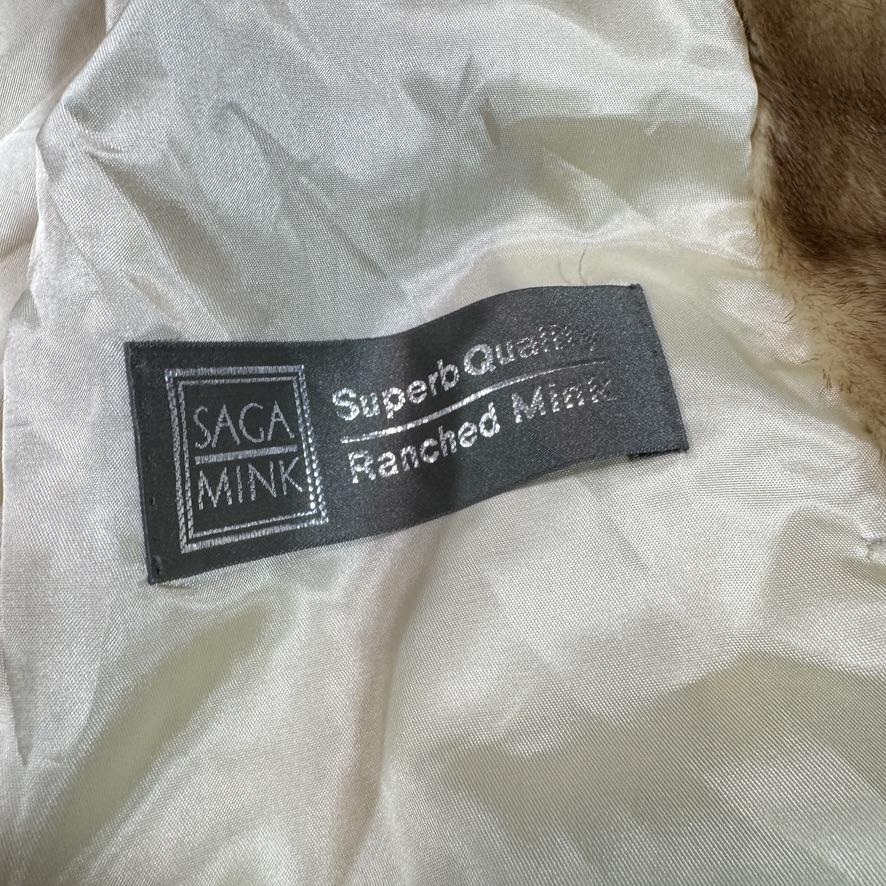 SAGA
MINK
Superb Quality
Ranched Mink